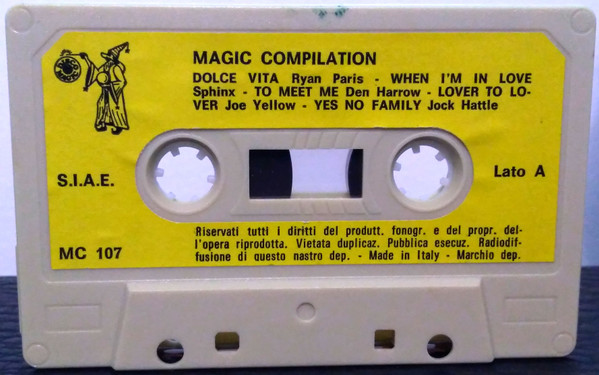 MAGIC COMPILATION
DOLCE VITA Ryan Paris - WHEN I'M IN LOVE
Sphinx - TO MEET ME Den Harrow - LOVER TO LO-
VER Joe Yellow - YES NO FAMILY Jock Hattle
S.I.A.E.
Lato A
MC 107
Riservati tutti i diritti del produtt. fonogr. e del propr. del-
l'opera riprodotta. Vietata duplicaz. Pubblica esecuz. Radiodif-
fusione di questo nastro dep. - Made in Italy - Marchio dep.